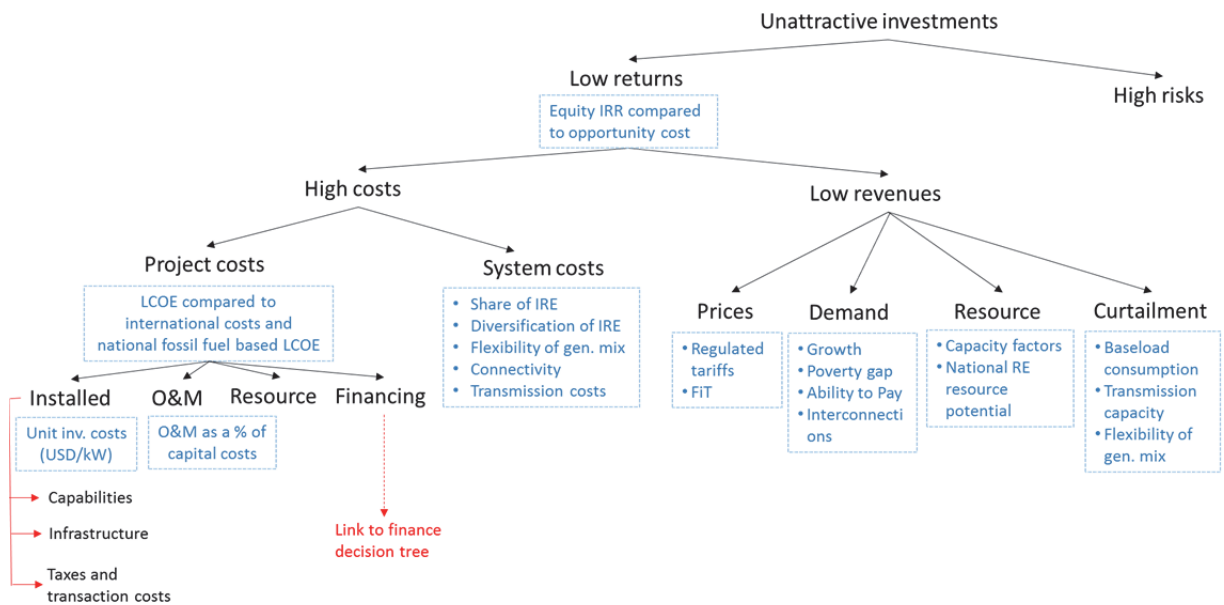 Unattractive investments
Low returns
High risks
Equity IRR compared
to opportunity cost
High costs
Low revenues
Project costs
System costs
LCOE compared to
international costs and
national fossil fuel based LCOE
• Share of IRE
• Diversification of IRE
• Flexibility of gen. mix
• Connectivity
• Transmission costs
Prices
Demand
Resource
Curtailment
• Regulated
tariffs
• FiT
• Growth
• Poverty gap
• Ability to Pay
• Interconnecti
ons
• Capacity factors
• National RE
resource
potential
• Baseload
consumption
• Transmission
capacity
• Flexibility of
gen. mix
Installed
O&M
Resource
Financing
Unit inv. costs
(USD/kW)
O&M as a % of
capital costs
Capabilities
Infrastructure
Taxes and
transaction costs
Link to finance
decision tree